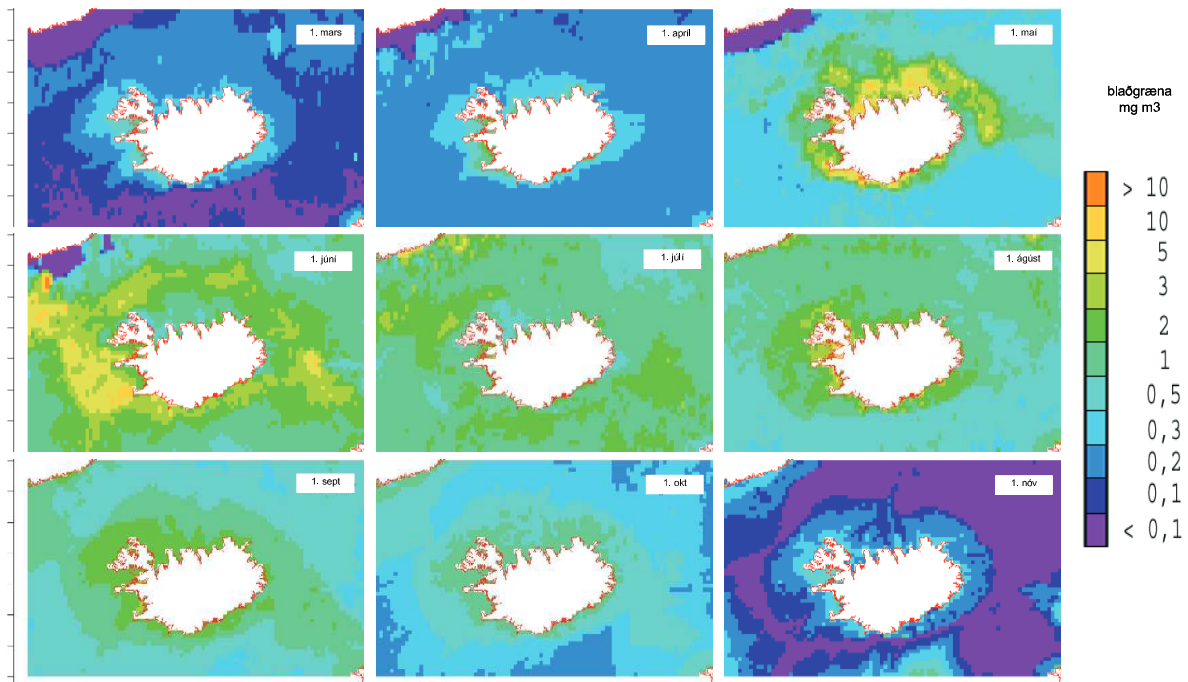 1. mars
1. apríl
1. maí
blaðgræna
mg m3
1. júní
1. júlí
1. ágúst
> 10
10
5
3
2
1
0,5
0,3
0,2
0,1
< 0,1
1. sept
1. okt
1. nóv